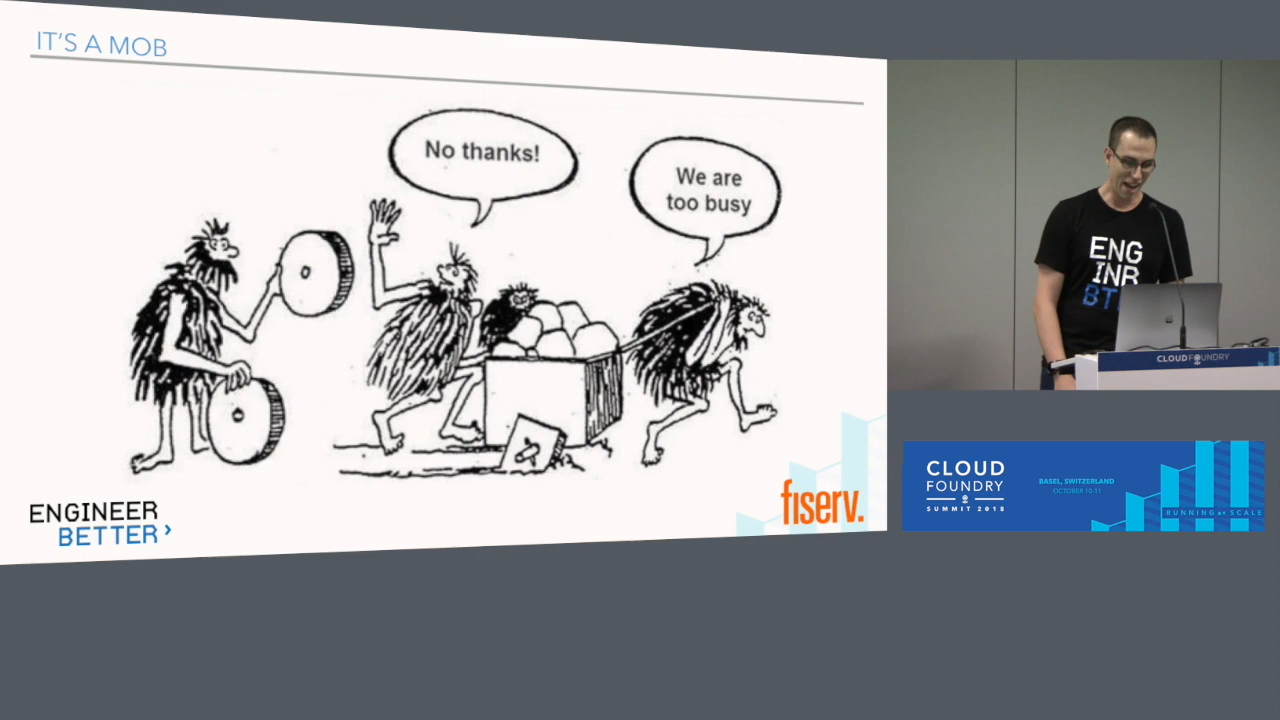 IT'S A MOB
No thanks!
We are
too busy
ENGINEER
BETTER
fiserv.
ENG
INR
BT
CLOUD FOUNDRY
CLOUD
FOUNDRY
SUMMIT 2018
BASEL, SWITZERLAND
OCTOBER 10-11
RUNNING at SCALE